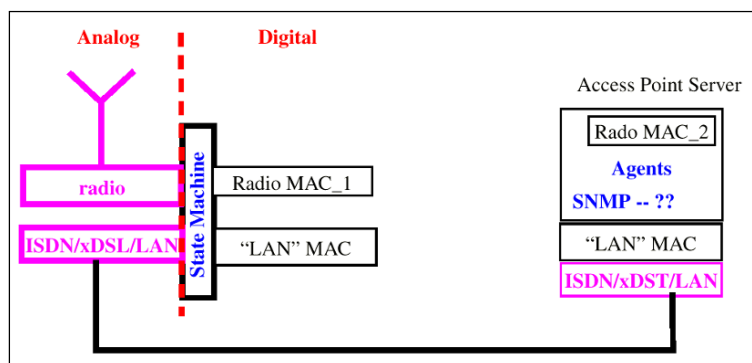 Analog
Digital
Access Point Server
Rado MAC_2
Agents
SNMP -- ??
radio
Radio MAC_1
State Machine
ISDN/xDSL/LAN
“LAN” MAC
“LAN” MAC
ISDN/xDST/LAN